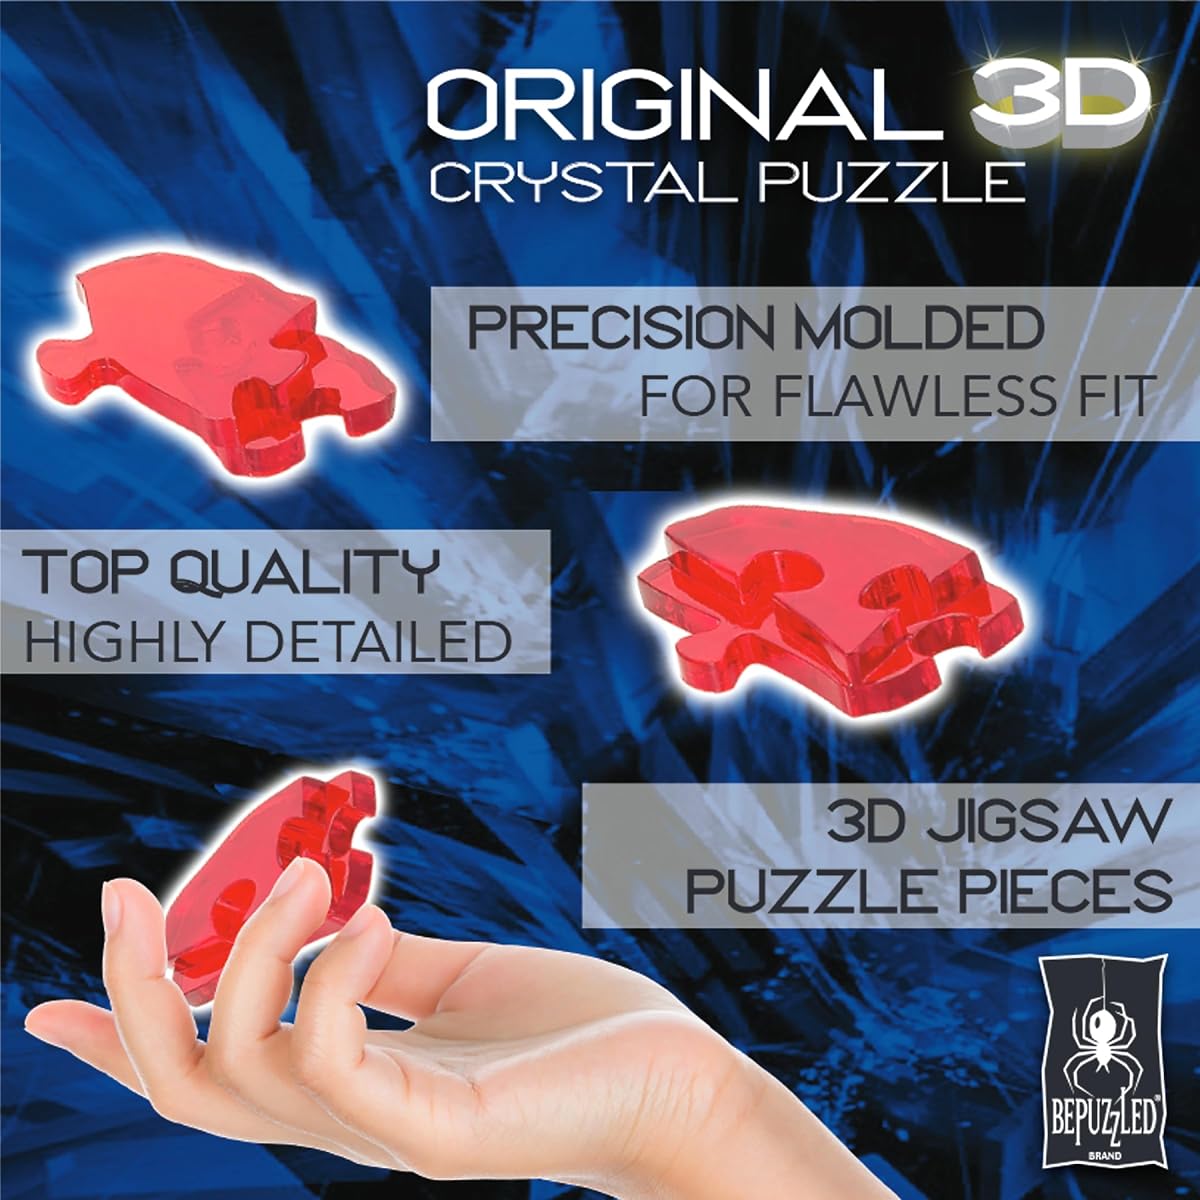 ORIGINAL 3D
CRYSTAL PUZZLE
PRECISION MOLDED
FOR FLAWLESS FIT
TOP QUALITY
HIGHLY DETAILED
3D JIGSAW
PUZZLE PIECES
BEPUZZLED®
BRAND